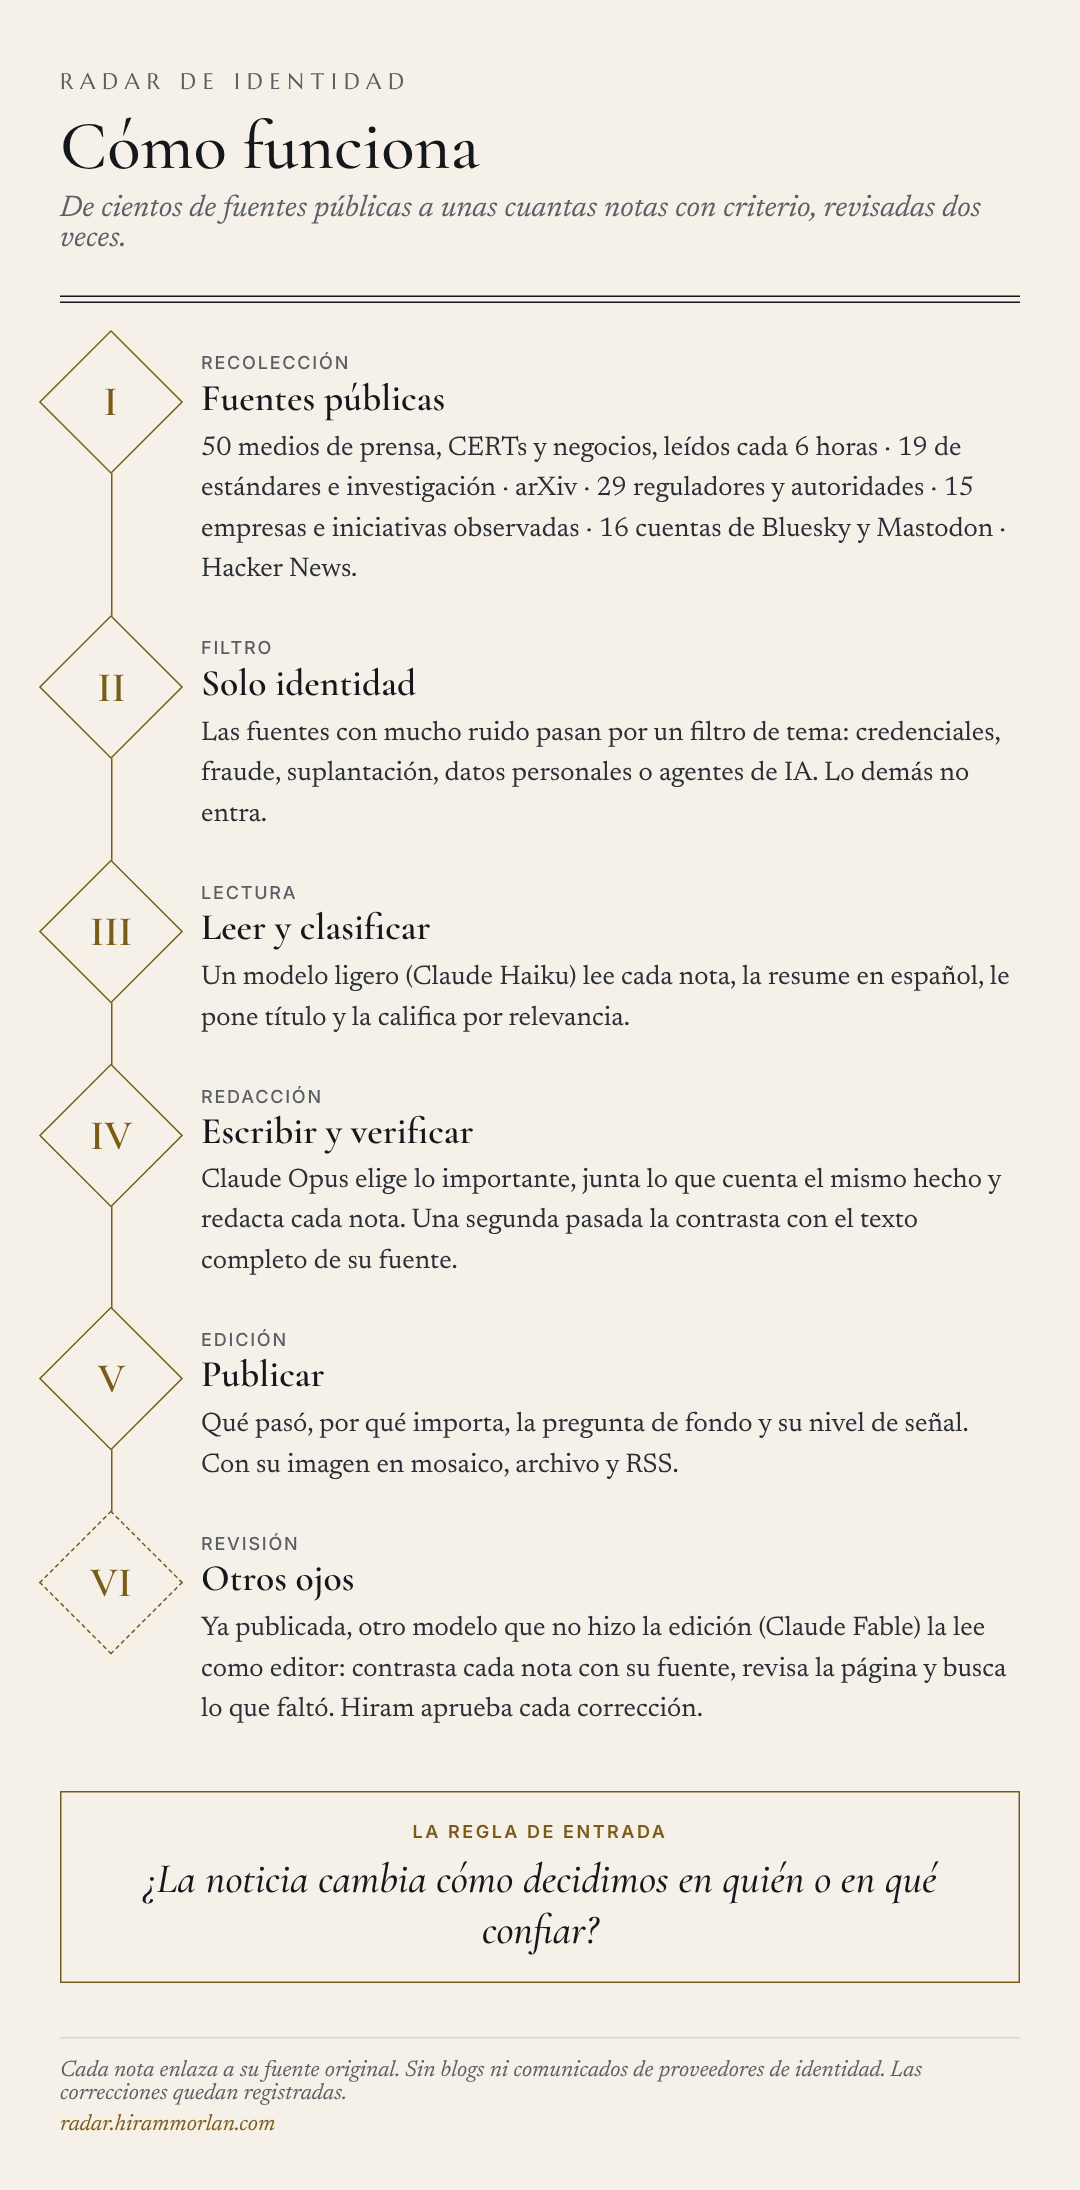 RADAR DE IDENTIDAD
Cómo funciona
De cientos de fuentes públicas a unas cuantas notas con criterio, revisadas dos
veces.
I
RECOLECCIÓN
Fuentes públicas
50 medios de prensa, CERTs y negocios, leídos cada 6 horas · 19 de
estándares e investigación · arXiv · 29 reguladores y autoridades · 15
empresas e iniciativas observadas · 16 cuentas de Bluesky y Mastodon ·
Hacker News.
II
FILTRO
Solo identidad
Las fuentes con mucho ruido pasan por un filtro de tema: credenciales,
fraude, suplantación, datos personales o agentes de IA. Lo demás no
entra.
III
LECTURA
Leer y clasificar
Un modelo ligero (Claude Haiku) lee cada nota, la resume en español, le
pone título y la califica por relevancia.
IV
REDACCIÓN
Escribir y verificar
Claude Opus elige lo importante, junta lo que cuenta el mismo hecho y
redacta cada nota. Una segunda pasada la contrasta con el texto
completo de su fuente.
V
EDICIÓN
Publicar
Qué pasó, por qué importa, la pregunta de fondo y su nivel de señal.
Con su imagen en mosaico, archivo y RSS.
VI
REVISIÓN
Otros ojos
Ya publicada, otro modelo que no hizo la edición (Claude Fable) la lee
como editor: contrasta cada nota con su fuente, revisa la página y busca
lo que faltó. Hiram aprueba cada corrección.
LA REGLA DE ENTRADA
¿La noticia cambia cómo decidimos en quién o en qué
confiar?
Cada nota enlaza a su fuente original. Sin blogs ni comunicados de proveedores de identidad. Las
correcciones quedan registradas.
radar.hirammorlan.com